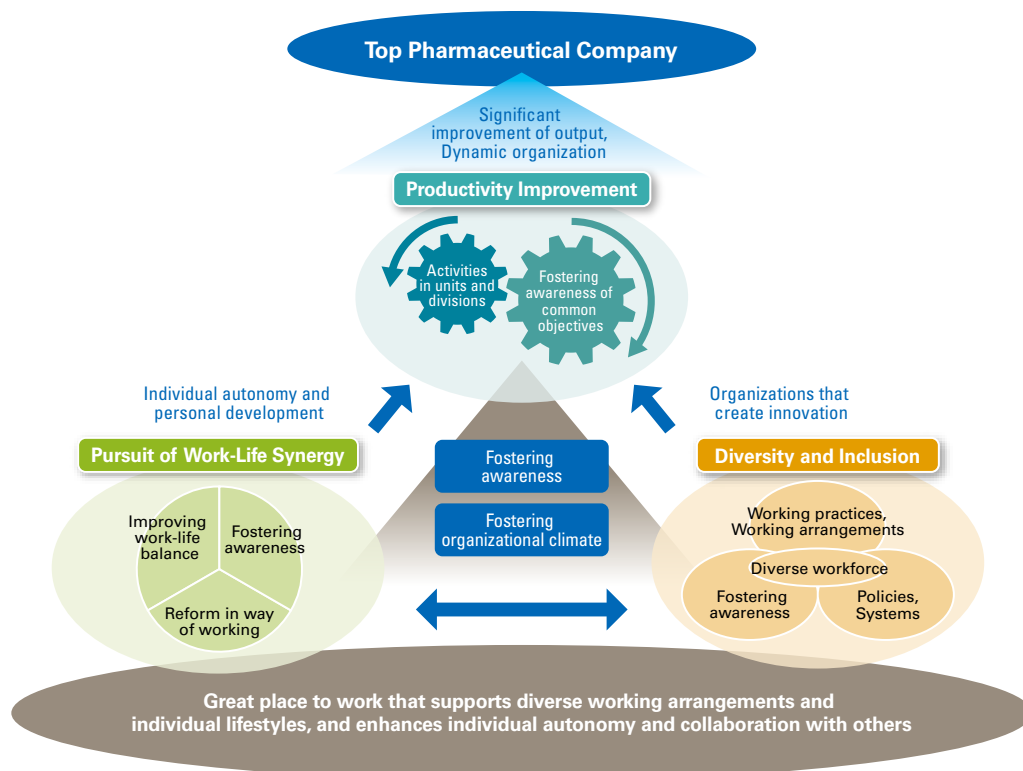 Top Pharmaceutical Company
Significant
improvement of output,
Dynamic organization
Productivity Improvement
Activities
in units and
divisions
Fostering
awareness of
common
objectives
Individual autonomy and
personal development
Organizations that
create innovation
Pursuit of Work-Life Synergy
Diversity and Inclusion
Fostering
awareness
Fostering
organizational climate
Improving
work-life
balance
Fostering
awareness
Reform in way
of working
Working practices,
Working arrangements
Diverse workforce
Fostering
awareness
Policies,
Systems
Great place to work that supports diverse working arrangements and
individual lifestyles, and enhances individual autonomy and collaboration with others